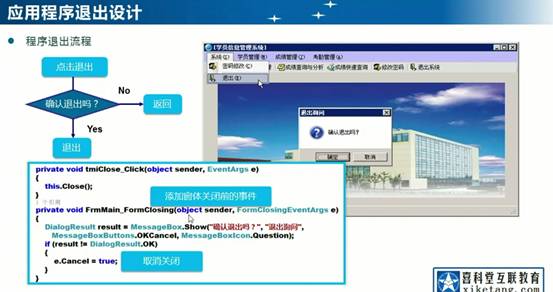 应用程序退出设计
程序退出流程
点击退出
确认退出吗？
No
返回
Yes
退出
[学员信息管理系统]
系统(S) 学员管理(M) 成绩管理(J) 考勤管理(A)
密码修改(C)
退出(E)
成绩查询与分析 成绩快速查询 修改密码 退出系统
退出询问
确认退出吗？
确定 取消
private void tmiClose_Click(object sender, EventArgs e)
{
this.Close();
}
添加窗体关闭前的事件
1 个引用
private void FrmMain_FormClosing(object sender, FormClosingEventArgs e)
{
DialogResult result = MessageBox.Show("确认退出吗？", "退出询问",
MessageBoxButtons.OKCancel, MessageBoxIcon.Question);
if (result != DialogResult.OK)
{
e.Cancel = true;
取消关闭
}
}
喜科堂互联教育
xiketang.com